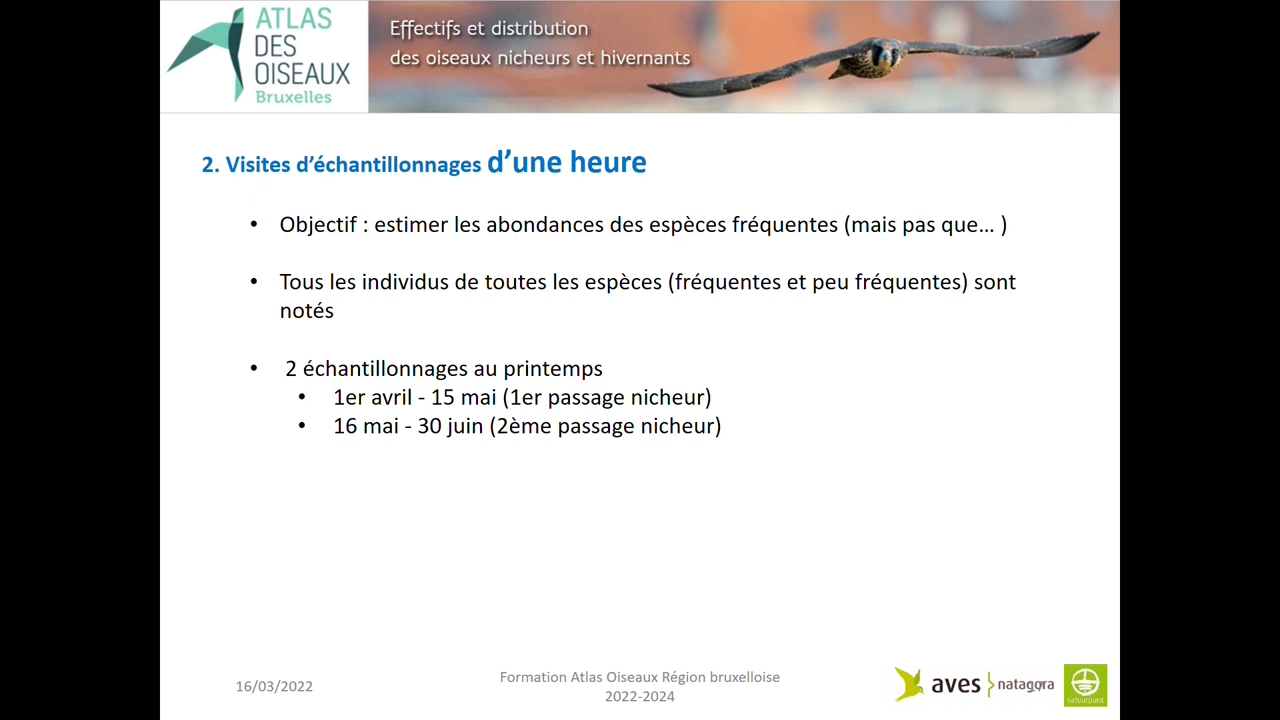 ATLAS
DES
OISEAUX
Bruxelles
Effectifs et distribution
des oiseaux nicheurs et hivernants
2. Visites d'échantillonnages d'une heure
• Objectif : estimer les abondances des espèces fréquentes (mais pas que... )
• Tous les individus de toutes les espèces (fréquentes et peu fréquentes) sont
notés
• 2 échantillonnages au printemps
• 1er avril - 15 mai (1er passage nicheur)
• 16 mai - 30 juin (2ème passage nicheur)
16/03/2022
Formation Atlas Oiseaux Région bruxelloise
2022-2024
aves
natagora
natuurpunt